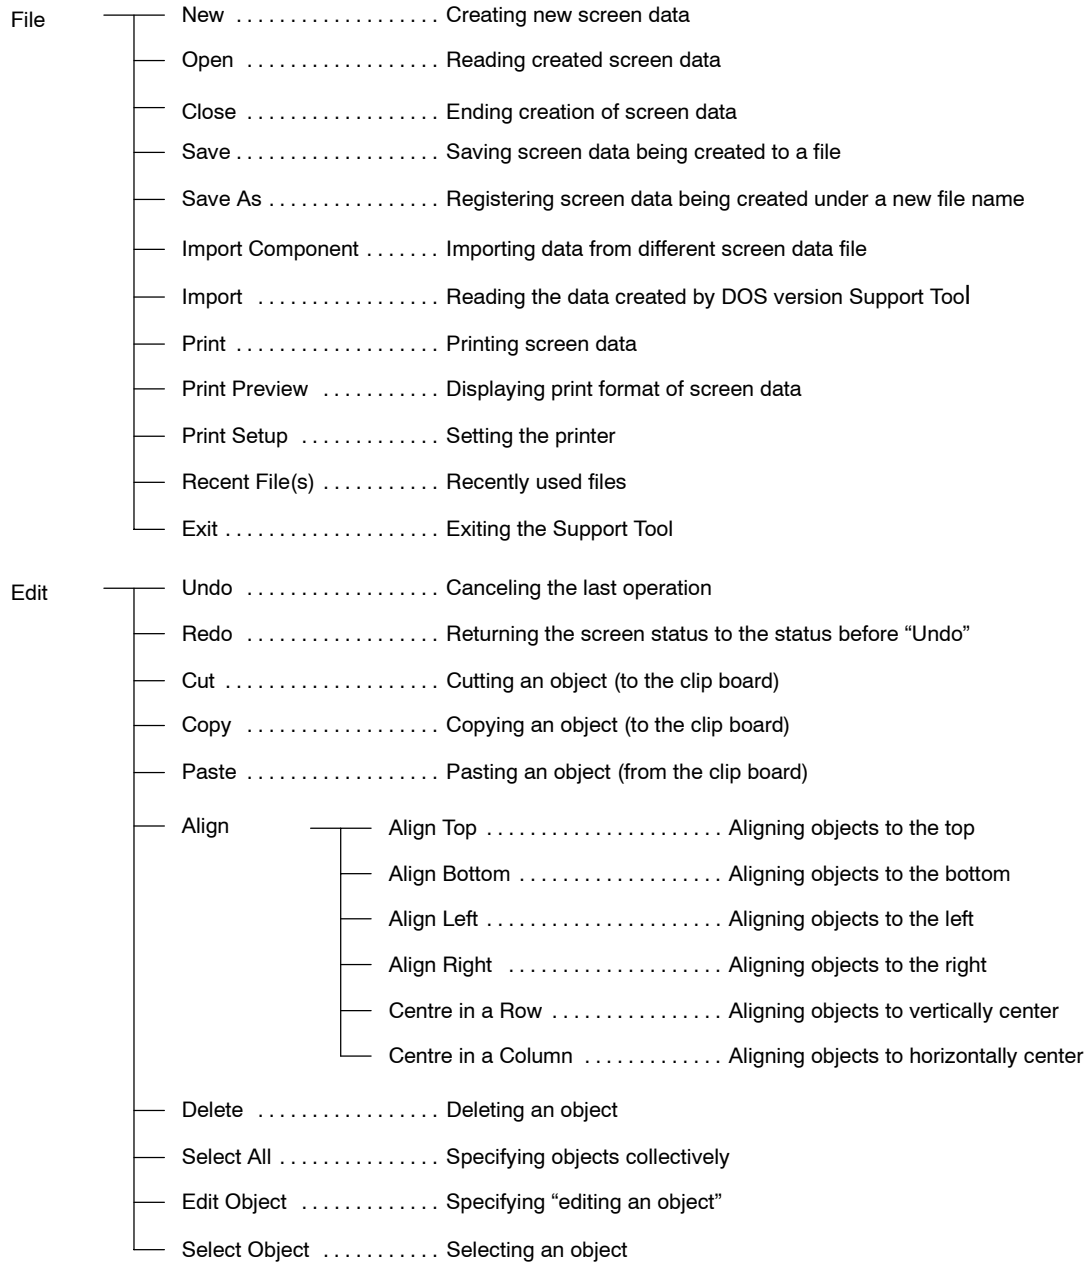 File New . . . . . . . . . . . . . . . . . . . . Creating new screen data
Open . . . . . . . . . . . . . . . . . . Reading created screen data
Close . . . . . . . . . . . . . . . . . . Ending creation of screen data
Save . . . . . . . . . . . . . . . . . . . Saving screen data being created to a file
Save As . . . . . . . . . . . . . . . . Registering screen data being created under a new file name
Import Component . . . . . . . Importing data from different screen data file
Import . . . . . . . . . . . . . . . . . Reading the data created by DOS version Support Tool
Print . . . . . . . . . . . . . . . . . . . Printing screen data
Print Preview . . . . . . . . . . . Displaying print format of screen data
Print Setup . . . . . . . . . . . . . Setting the printer
Recent File(s) . . . . . . . . . . . Recently used files
Exit . . . . . . . . . . . . . . . . . . . . Exiting the Support Tool
Edit Undo . . . . . . . . . . . . . . . . . . Canceling the last operation
Redo . . . . . . . . . . . . . . . . . . Returning the screen status to the status before “Undo”
Cut . . . . . . . . . . . . . . . . . . . . Cutting an object (to the clip board)
Copy . . . . . . . . . . . . . . . . . . Copying an object (to the clip board)
Paste . . . . . . . . . . . . . . . . . . Pasting an object (from the clip board)
Align Align Top . . . . . . . . . . . . . . . . . . . . . . Aligning objects to the top
Align Bottom . . . . . . . . . . . . . . . . . . . Aligning objects to the bottom
Align Left . . . . . . . . . . . . . . . . . . . . . . Aligning objects to the left
Align Right . . . . . . . . . . . . . . . . . . . . Aligning objects to the right
Centre in a Row . . . . . . . . . . . . . . . . Aligning objects to vertically center
Centre in a Column . . . . . . . . . . . . . Aligning objects to horizontally center
Delete . . . . . . . . . . . . . . . . . Deleting an object
Select All . . . . . . . . . . . . . . . Specifying objects collectively
Edit Object . . . . . . . . . . . . . Specifying “editing an object”
Select Object . . . . . . . . . . . Selecting an object